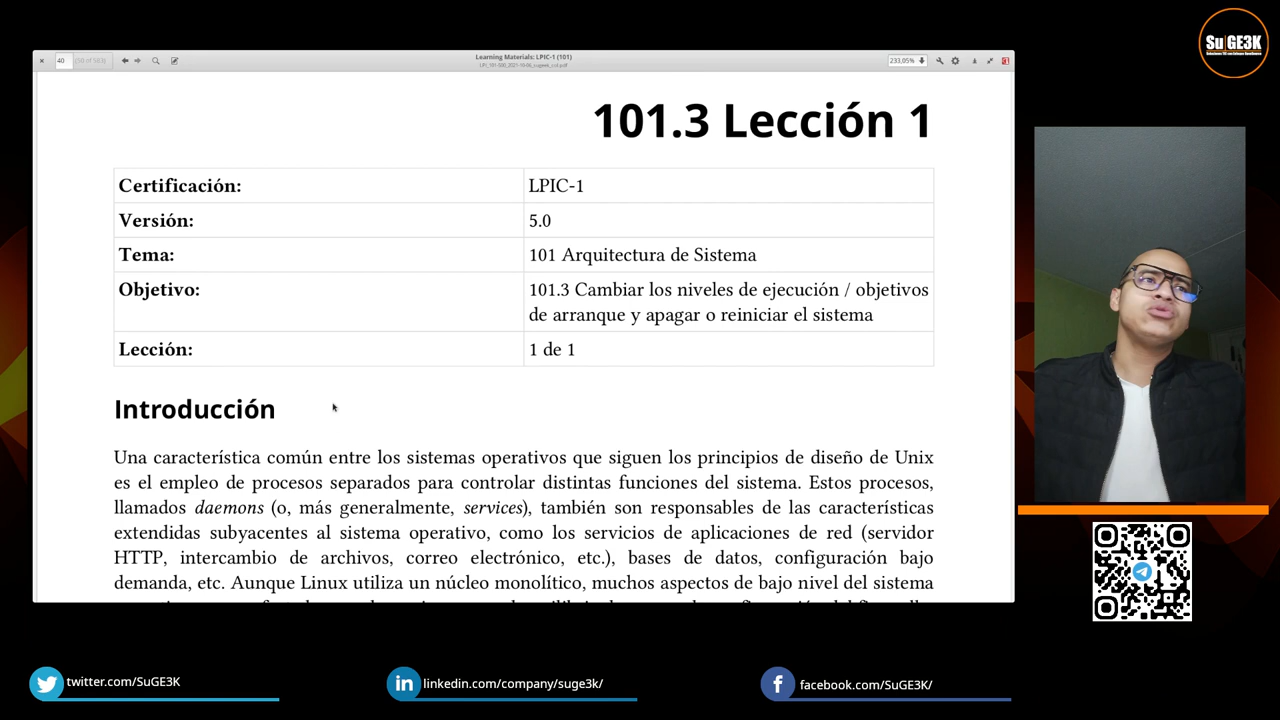 SuGE3K
40
Learning Materials: LPIC-1 (101)
233,05%
101.3 Lección 1
Certificación: LPIC-1
Versión: 5.0
Tema: 101 Arquitectura de Sistema
Objetivo: 101.3 Cambiar los niveles de ejecución / objetivos
de arranque y apagar o reiniciar el sistema
Lección: 1 de 1
Introducción
Una característica común entre los sistemas operativos que siguen los principios de diseño de Unix
es el empleo de procesos separados para controlar distintas funciones del sistema. Estos procesos,
llamados daemons (o, más generalmente, services), también son responsables de las características
extendidas subyacentes al sistema operativo, como los servicios de aplicaciones de red (servidor
HTTP, intercambio de archivos, correo electrónico, etc.), bases de datos, configuración bajo
demanda, etc. Aunque Linux utiliza un núcleo monolítico, muchos aspectos de bajo nivel del sistema
twitter.com/SuGE3K
linkedin.com/company/suge3k/
facebook.com/SuGE3K/